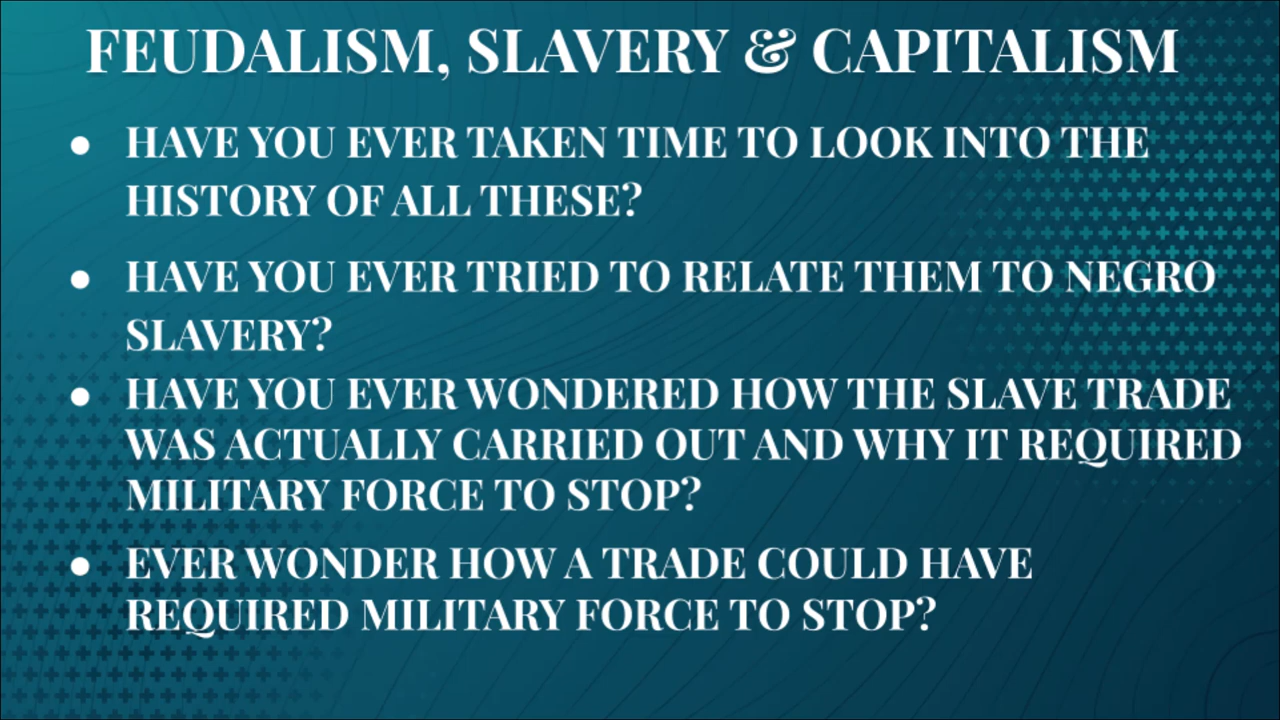 FEUDALISM, SLAVERY & CAPITALISM
● HAVE YOU EVER TAKEN TIME TO LOOK INTO THE
HISTORY OF ALL THESE?
● HAVE YOU EVER TRIED TO RELATE THEM TO NEGRO
SLAVERY?
● HAVE YOU EVER WONDERED HOW THE SLAVE TRADE
WAS ACTUALLY CARRIED OUT AND WHY IT REQUIRED
MILITARY FORCE TO STOP?
● EVER WONDER HOW A TRADE COULD HAVE
REQUIRED MILITARY FORCE TO STOP?